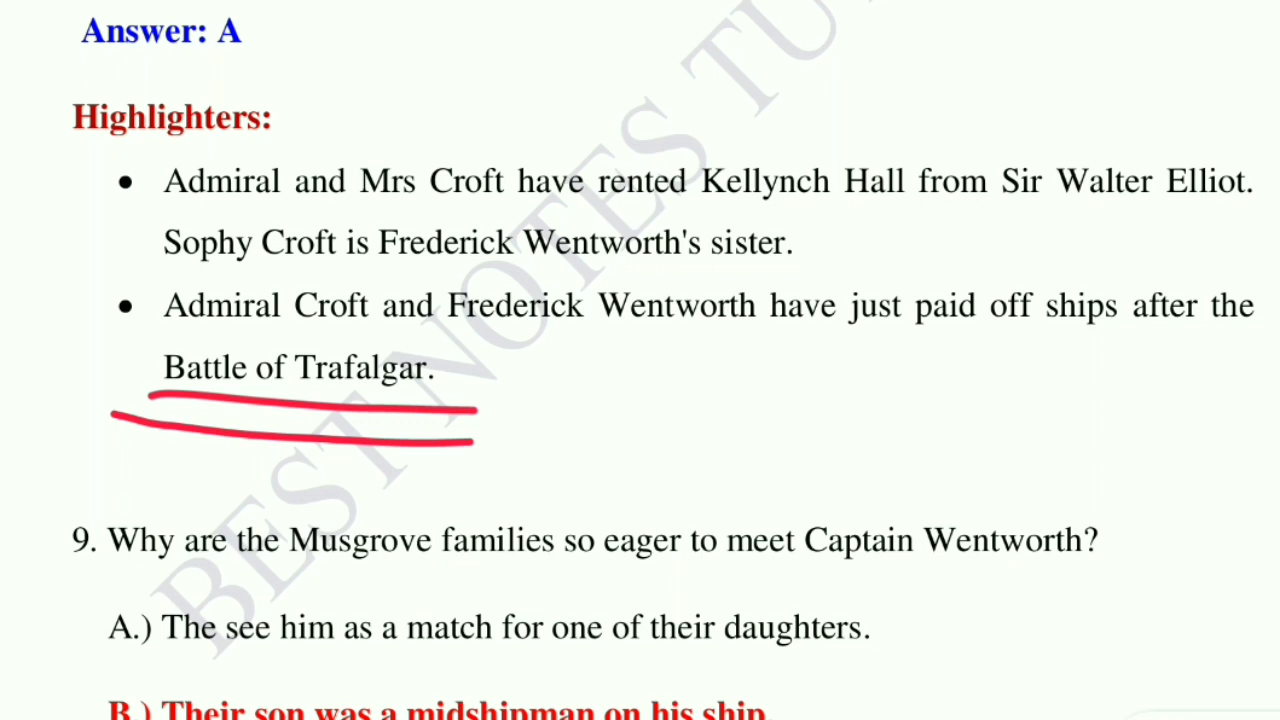 Answer: A
Highlighters:
• Admiral and Mrs Croft have rented Kellynch Hall from Sir Walter Elliot.
Sophy Croft is Frederick Wentworth's sister.
• Admiral Croft and Frederick Wentworth have just paid off ships after the
Battle of Trafalgar.
9. Why are the Musgrove families so eager to meet Captain Wentworth?
A.) The see him as a match for one of their daughters.
B.) Their son was a midshipman on his ship.
BEST NOTES TU